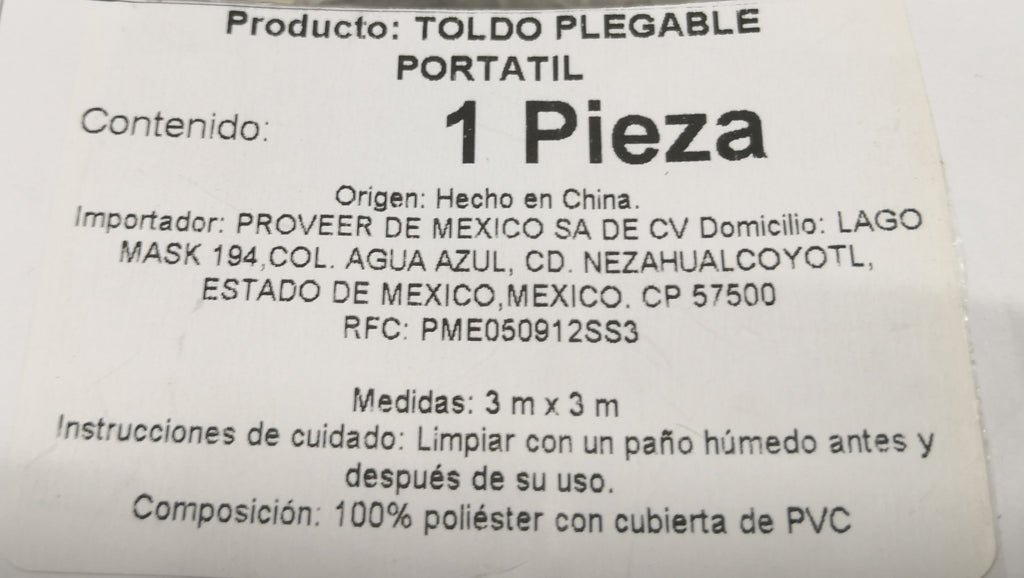 Producto: TOLDO PLEGABLE
PORTATIL
Contenido: 1 Pieza
Origen: Hecho en China.
Importador: PROVEER DE MEXICO SA DE CV Domicilio: LAGO
MASK 194,COL. AGUA AZUL, CD. NEZAHUALCOYOTL,
ESTADO DE MEXICO,MEXICO. CP 57500
RFC: PME050912SS3
Medidas: 3 m x 3 m
Instrucciones de cuidado: Limpiar con un paño húmedo antes y
después de su uso.
Composición: 100% poliéster con cubierta de PVC